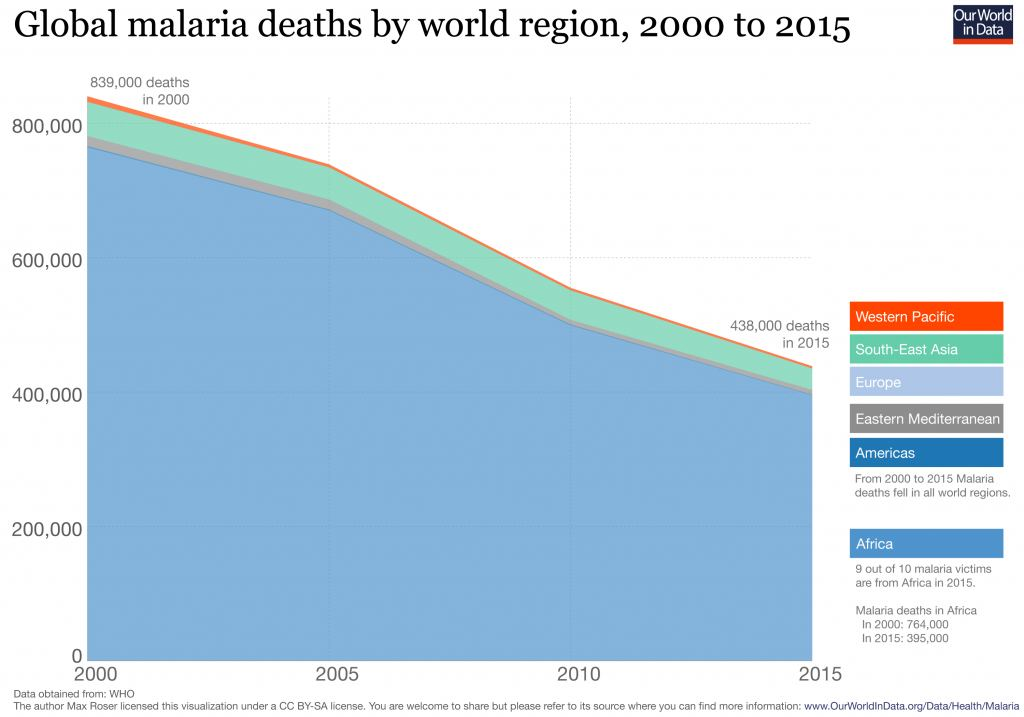 Global malaria deaths by world region, 2000 to 2015
Our World
in Data
839,000 deaths
in 2000
800,000
600,000
400,000
200,000
0
2000
2005
2010
2015
438,000 deaths
in 2015
Western Pacific
South-East Asia
Europe
Eastern Mediterranean
Americas
From 2000 to 2015 Malaria
deaths fell in all world regions.
Africa
9 out of 10 malaria victims
are from Africa in 2015.
Malaria deaths in Africa
In 2000: 764,000
In 2015: 395,000
Data obtained from: WHO
The author Max Roser licensed this visualization under a CC BY-SA license. You are welcome to share but please refer to its source where you can find more information: www.OurWorldInData.org/Data/Health/Malaria